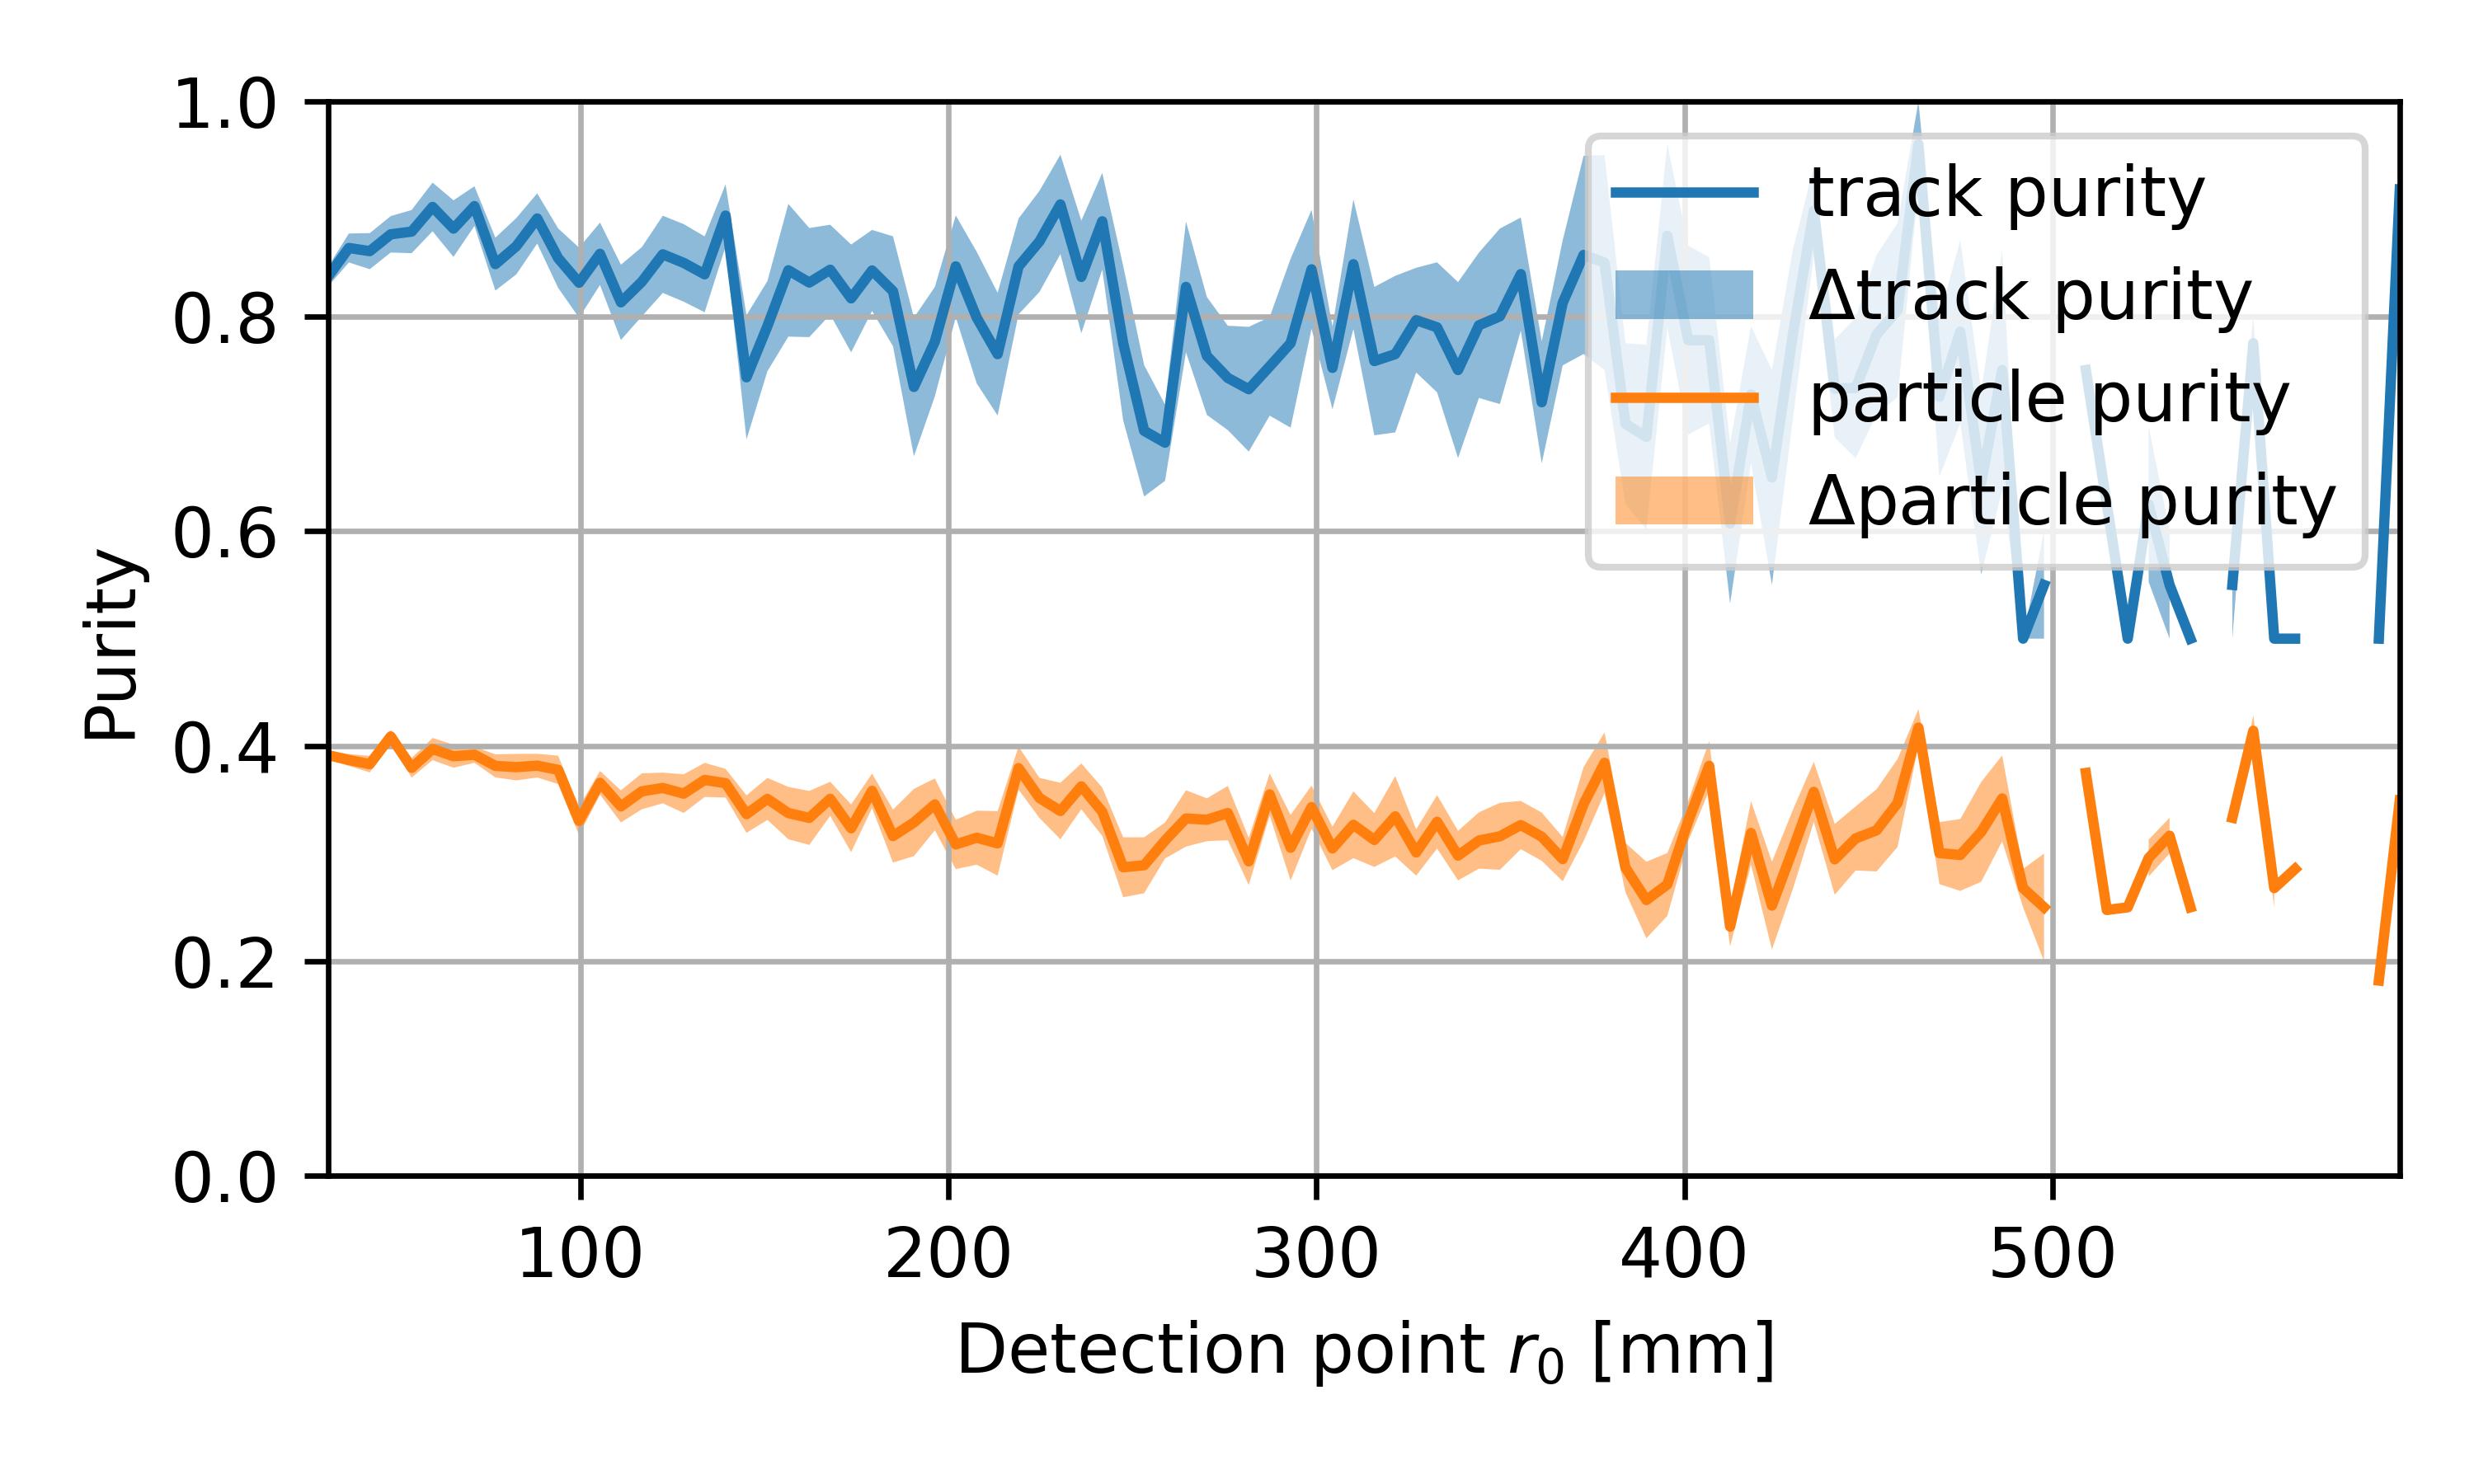 1.0
0.8
0.6
0.4
0.2
0.0
Purity
track purity
Δtrack purity
particle purity
Δparticle purity
100 200 300 400 500
Detection point r₀ [mm]